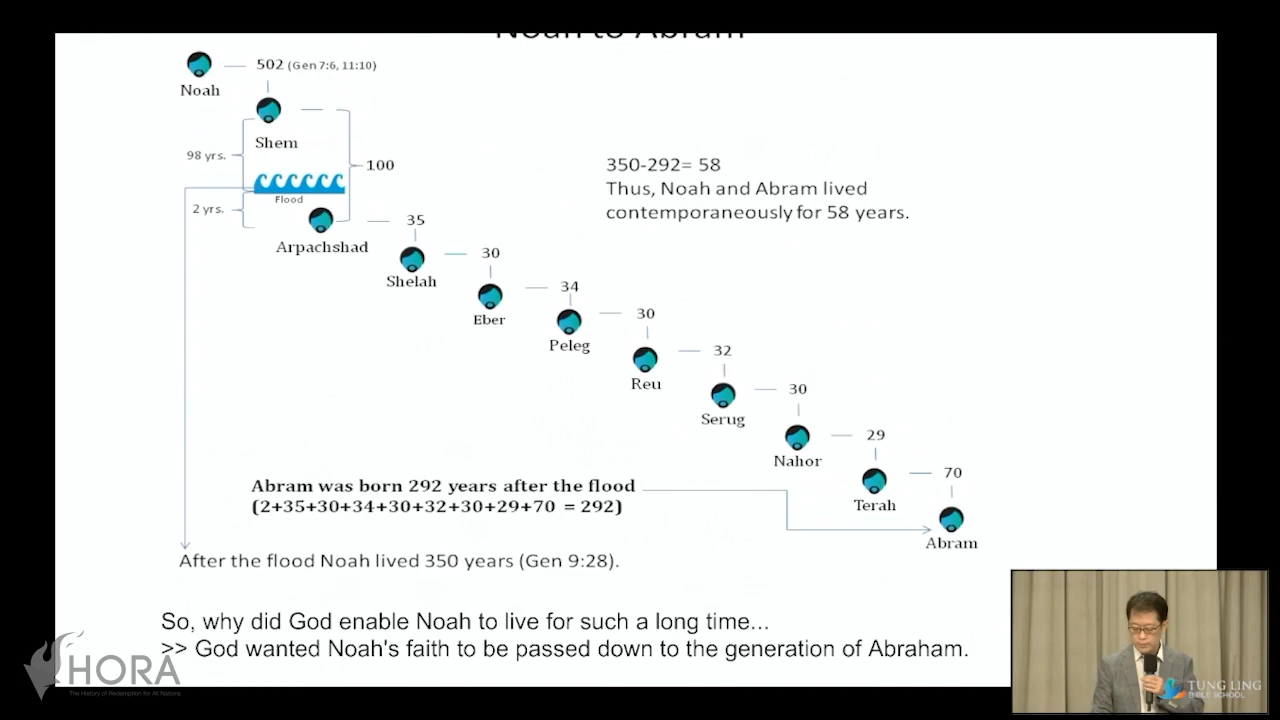 Noah to Abram
Noah
502 (Gen 7:6, 11:10)
Shem
98 yrs.
100
Flood
2 yrs.
Arpachshad
35
Shelah
30
Eber
34
Peleg
30
Reu
32
Serug
30
Nahor
29
Terah
70
Abram
350-292= 58
Thus, Noah and Abram lived
contemporaneously for 58 years.
Abram was born 292 years after the flood
(2+35+30+34+30+32+30+29+70 = 292)
After the flood Noah lived 350 years (Gen 9:28).
So, why did God enable Noah to live for such a long time...
>> God wanted Noah's faith to be passed down to the generation of Abraham.
HORA
The History of Redemption for All Nations
TUNG LING
BIBLE SCHOOL